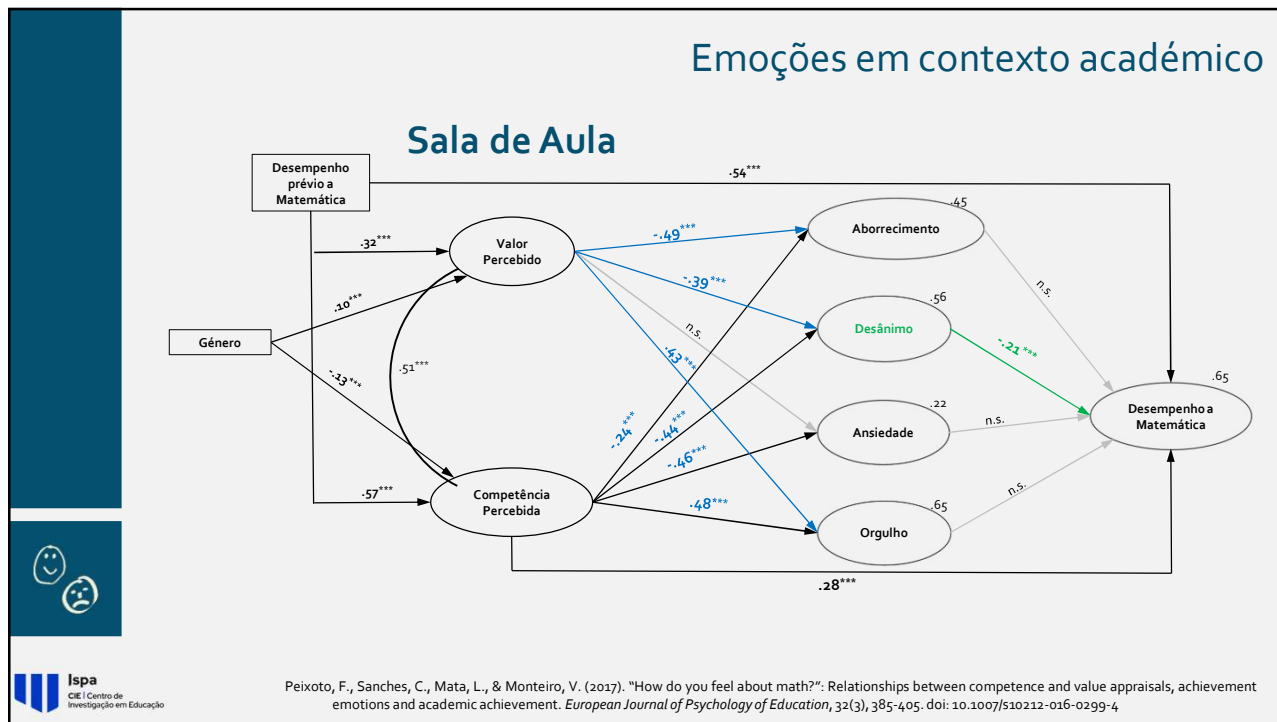 Emoções em contexto académico
Sala de Aula
Desempenho
prévio a
Matemática
.54***
.45
Aborrecimento
.32***
Valor
Percebido
-.49***
-.39***
n.s.
.56
Desânimo
.10***
n.s.
Género
.43***
-.21***
-.13***
.51***
.65
Desempenho a
Matemática
.22
Ansiedade
n.s.
-.24***
-.44***
-.46***
.57***
Competência
Percebida
.48***
.65
Orgulho
n.s.
.28***
Ispa
CIE | Centro de
Investigação em Educação
Peixoto, F., Sanches, C., Mata, L., & Monteiro, V. (2017). "How do you feel about math?": Relationships between competence and value appraisals, achievement
emotions and academic achievement. European Journal of Psychology of Education, 32(3), 385-405. doi: 10.1007/s10212-016-0299-4